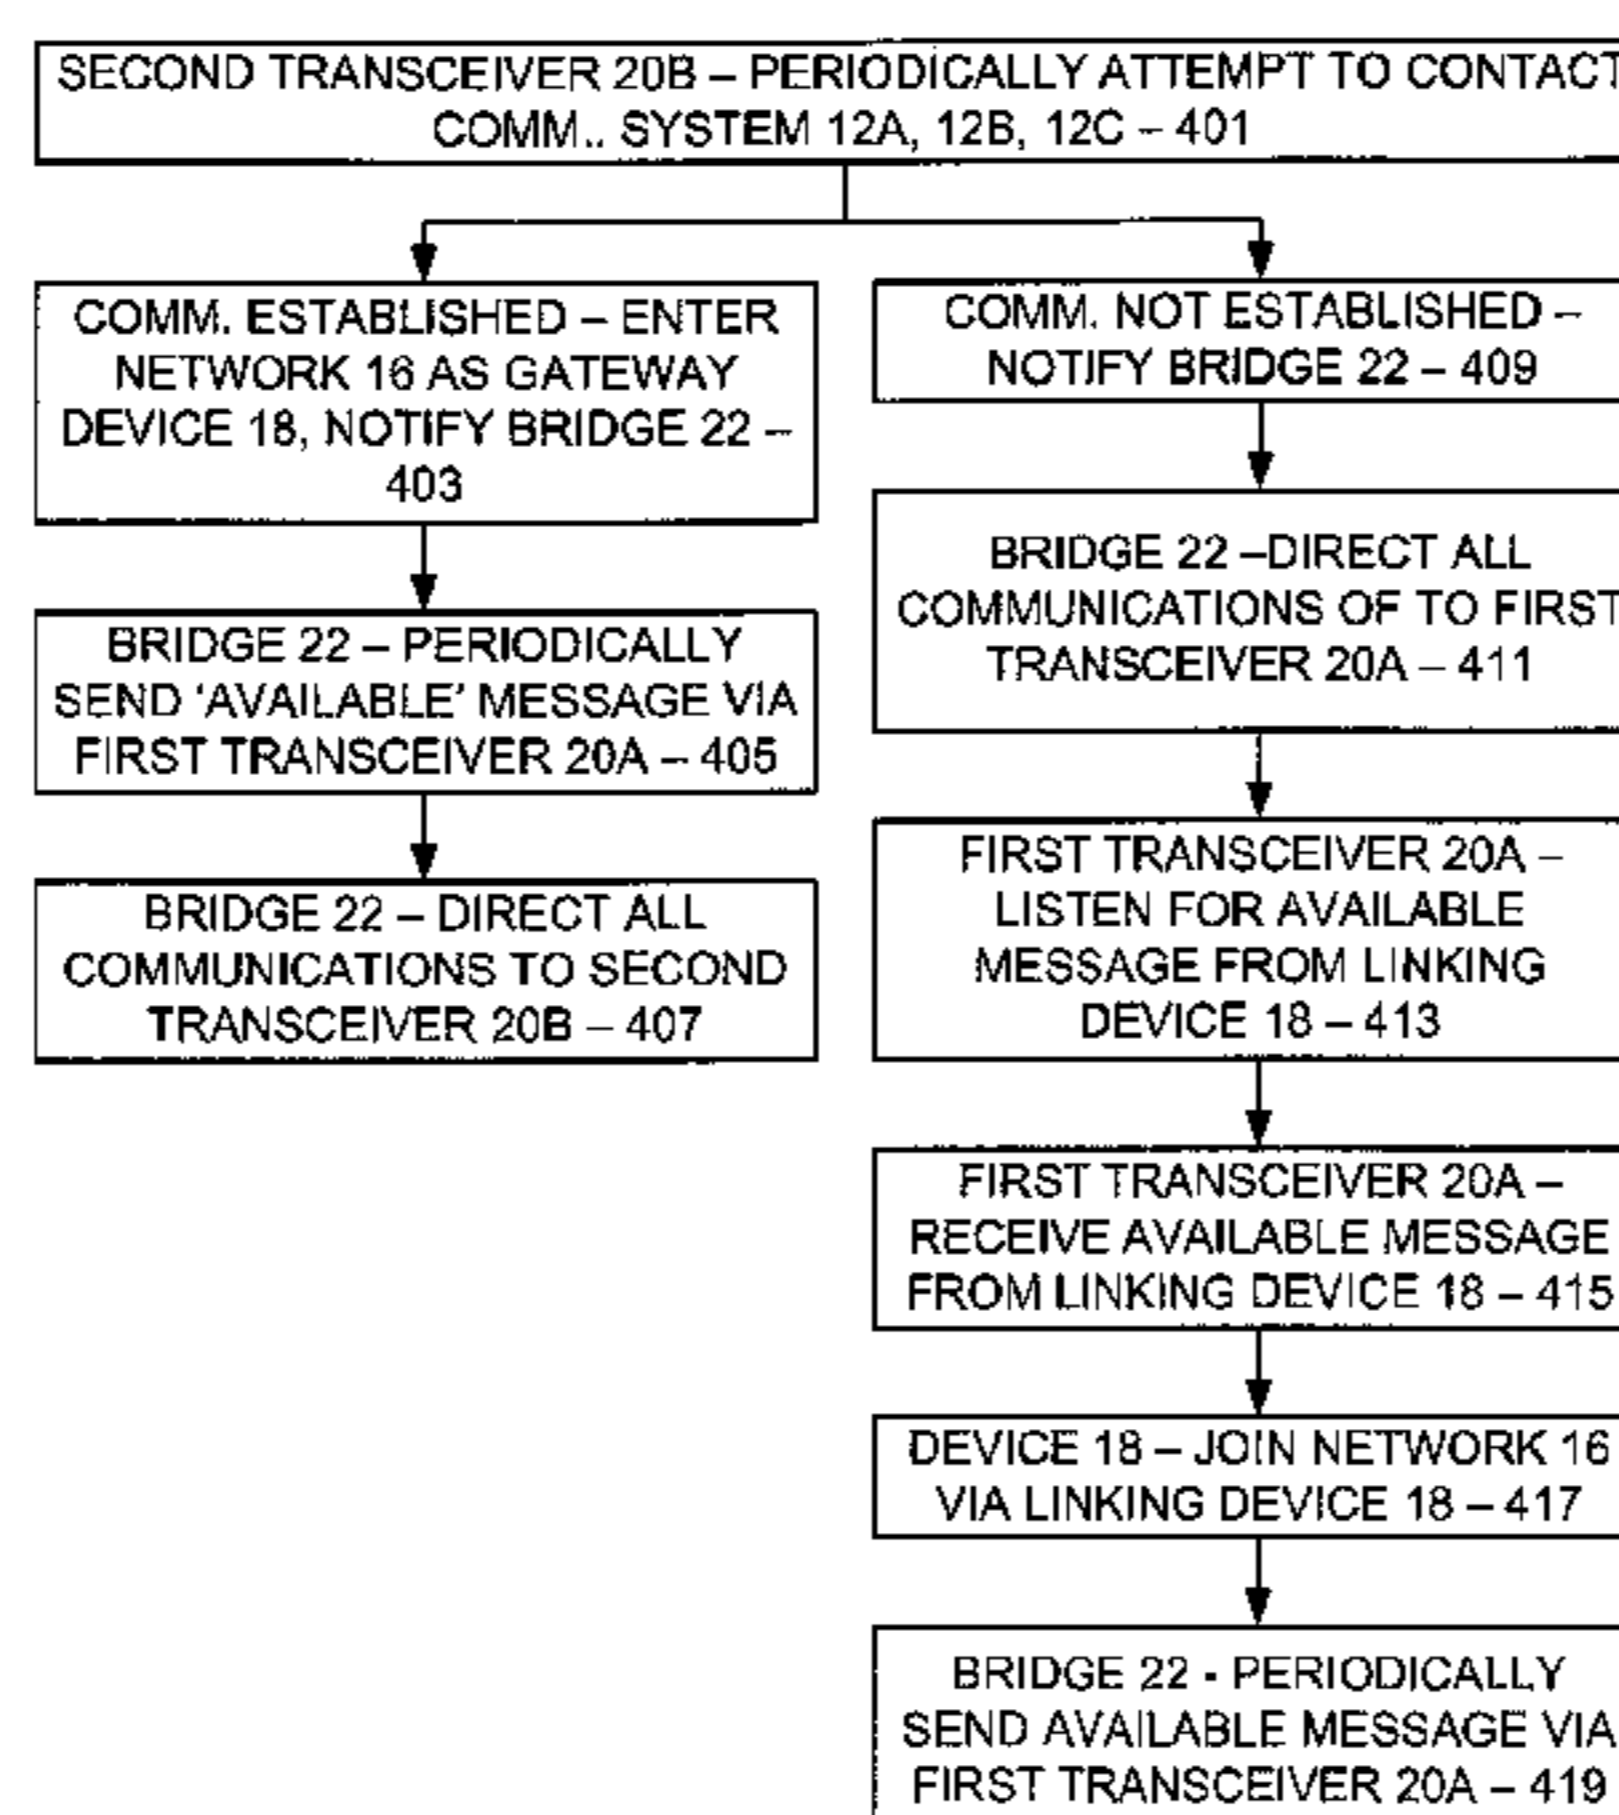 SECOND TRANSCEIVER 20B – PERIODICALLY ATTEMPT TO CONTACT
COMM.. SYSTEM 12A, 12B, 12C – 401
COMM. ESTABLISHED – ENTER
NETWORK 16 AS GATEWAY
DEVICE 18, NOTIFY BRIDGE 22 –
403
BRIDGE 22 – PERIODICALLY
SEND 'AVAILABLE' MESSAGE VIA
FIRST TRANSCEIVER 20A – 405
BRIDGE 22 – DIRECT ALL
COMMUNICATIONS TO SECOND
TRANSCEIVER 20B – 407
COMM. NOT ESTABLISHED –
NOTIFY BRIDGE 22 – 409
BRIDGE 22 –DIRECT ALL
COMMUNICATIONS OF TO FIRST
TRANSCEIVER 20A – 411
FIRST TRANSCEIVER 20A –
LISTEN FOR AVAILABLE
MESSAGE FROM LINKING
DEVICE 18 – 413
FIRST TRANSCEIVER 20A –
RECEIVE AVAILABLE MESSAGE
FROM LINKING DEVICE 18 – 415
DEVICE 18 – JOIN NETWORK 16
VIA LINKING DEVICE 18 – 417
BRIDGE 22 - PERIODICALLY
SEND AVAILABLE MESSAGE VIA
FIRST TRANSCEIVER 20A – 419